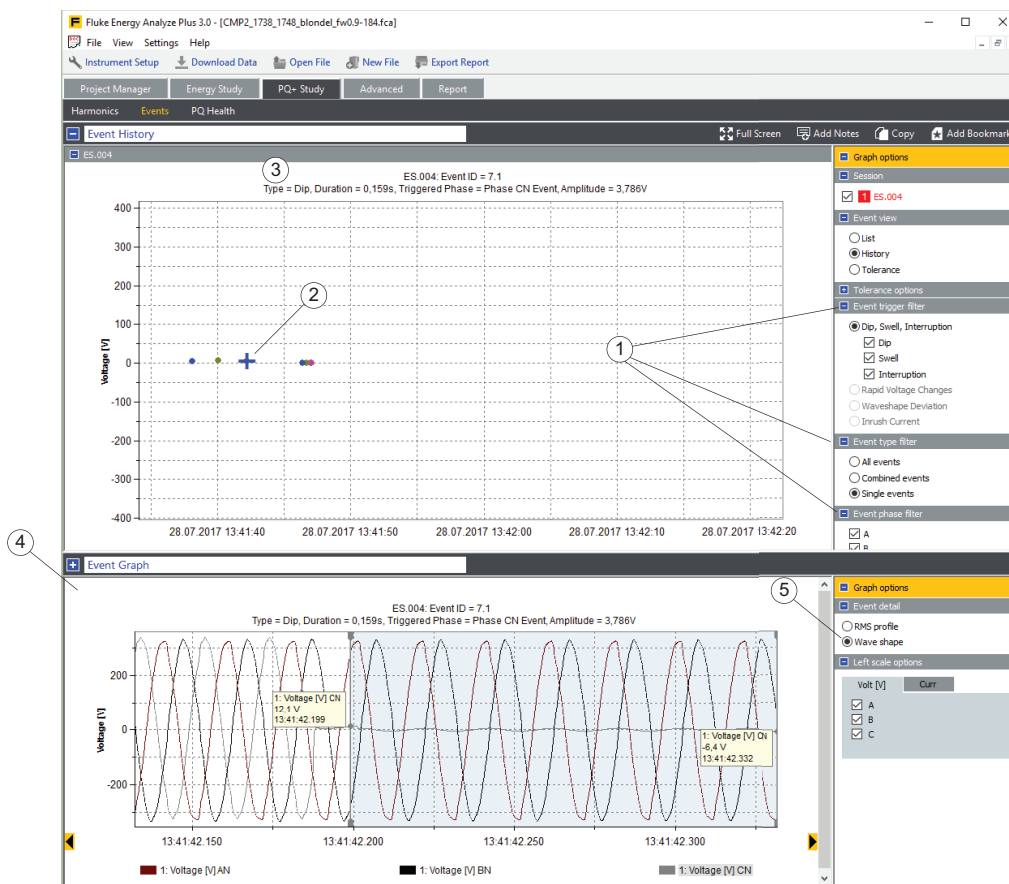 Fluke Energy Analyze Plus 3.0 - [CMP2_1738_1748_blondel_fw0.9-184.fca]
File View Settings Help
Instrument Setup Download Data Open File New File Export Report
Project Manager Energy Study PQ+ Study Advanced Report
Harmonics Events PQ Health
Event History Full Screen Add Notes Copy Add Bookmark
ES.004
3
ES.004: Event ID = 7.1
Type = Dip, Duration = 0,159s, Triggered Phase = Phase CN Event, Amplitude = 3,786V
400
300
200
100
0
-100
-200
-300
-400
Voltage [V]
2
1
28.07.2017 13:41:40 28.07.2017 13:41:50 28.07.2017 13:42:00 28.07.2017 13:42:10 28.07.2017 13:42:20
Graph options
Session
1 ES.004
Event view
List
History
Tolerance
Tolerance options
Event trigger filter
Dip, Swell, Interruption
Dip
Swell
Interruption
Rapid Voltage Changes
Waveshape Deviation
Inrush Current
Event type filter
All events
Combined events
Single events
Event phase filter
A
B
4
Event Graph
5
ES.004: Event ID = 7.1
Type = Dip, Duration = 0,159s, Triggered Phase = Phase CN Event, Amplitude = 3,786V
200
0
-200
Voltage [V]
1: Voltage [V] CN
12,1 V
13:41:42.199
1: Voltage [V] CN
-6,4 V
13:41:42.332
13:41:42.150 13:41:42.200 13:41:42.250 13:41:42.300
1: Voltage [V] AN 1: Voltage [V] BN 1: Voltage [V] CN
Graph options
Event detail
RMS profile
Wave shape
Left scale options
Volt [V] Curr
A
B
C